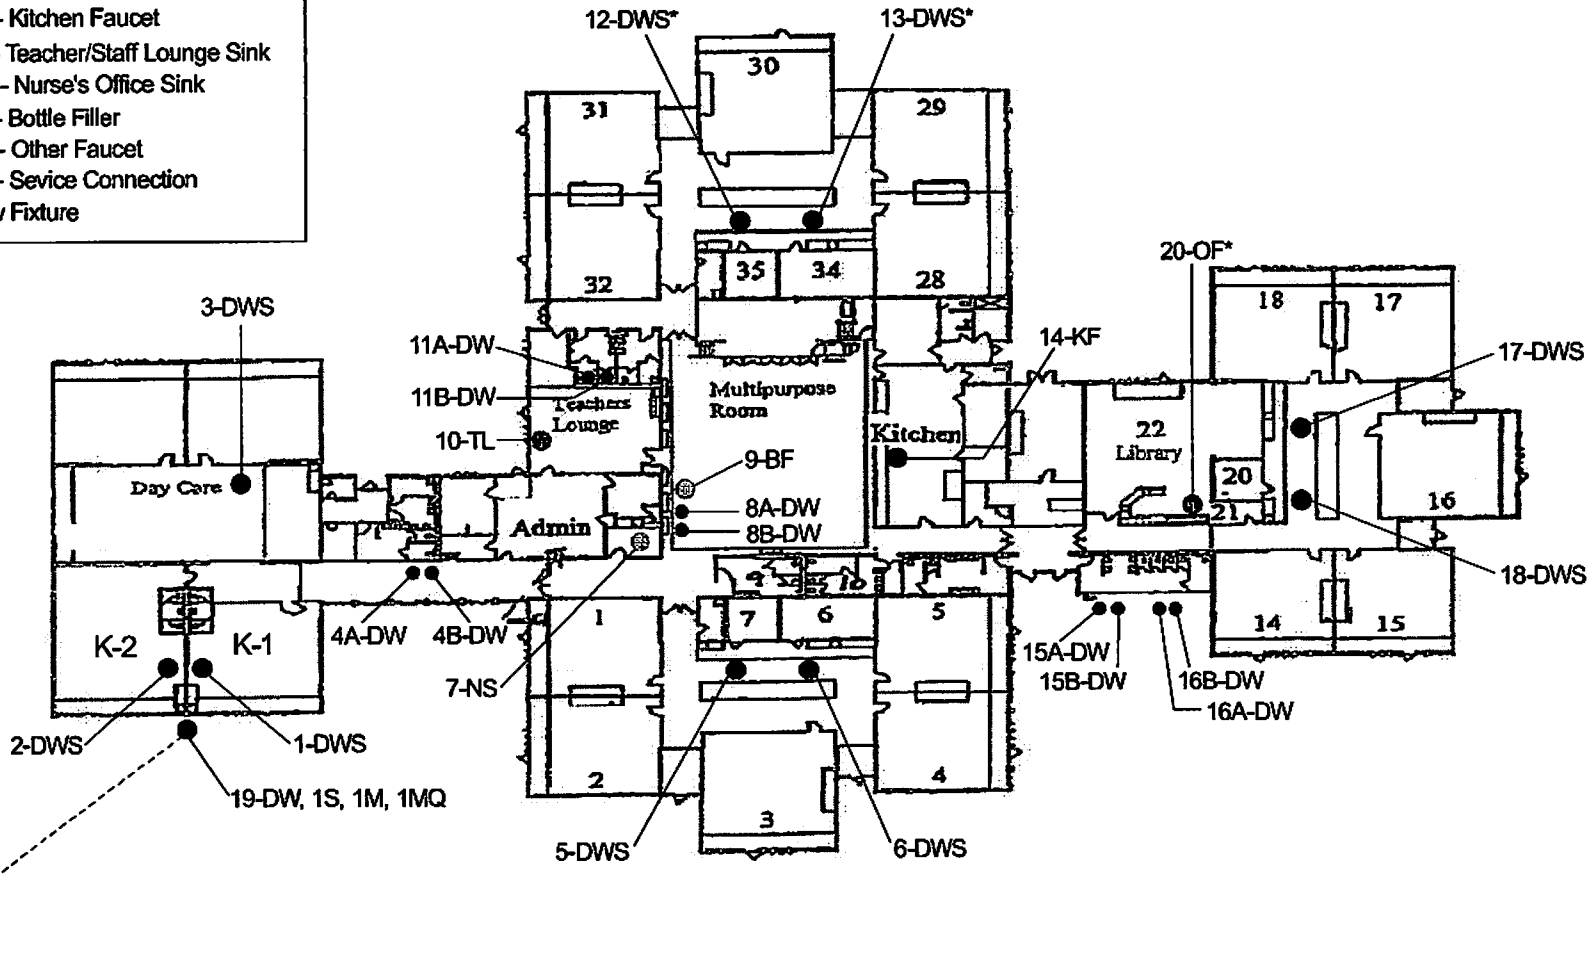 - Kitchen Faucet
- Teacher/Staff Lounge Sink
- Nurse's Office Sink
- Bottle Filler
- Other Faucet
- Sevice Connection
Fixture
12-DWS*
13-DWS*
30
31
29
20-OF*
35
34
32
28
18
17
3-DWS
11A-DW
14-KF
17-DWS
11B-DW
Teachers
Lounge
Multipurpose
Room
10-TL
Kitchen
22
Library
9-BF
20
Day Care
16
8A-DW
21
Admin
8B-DW
18-DWS
9
10
1
7
6
5
14
15
4A-DW
4B-DW
K-2
K-1
15A-DW
15B-DW
16B-DW
7-NS
16A-DW
2-DWS
1-DWS
2
4
19-DW, 1S, 1M, 1MQ
3
5-DWS
6-DWS